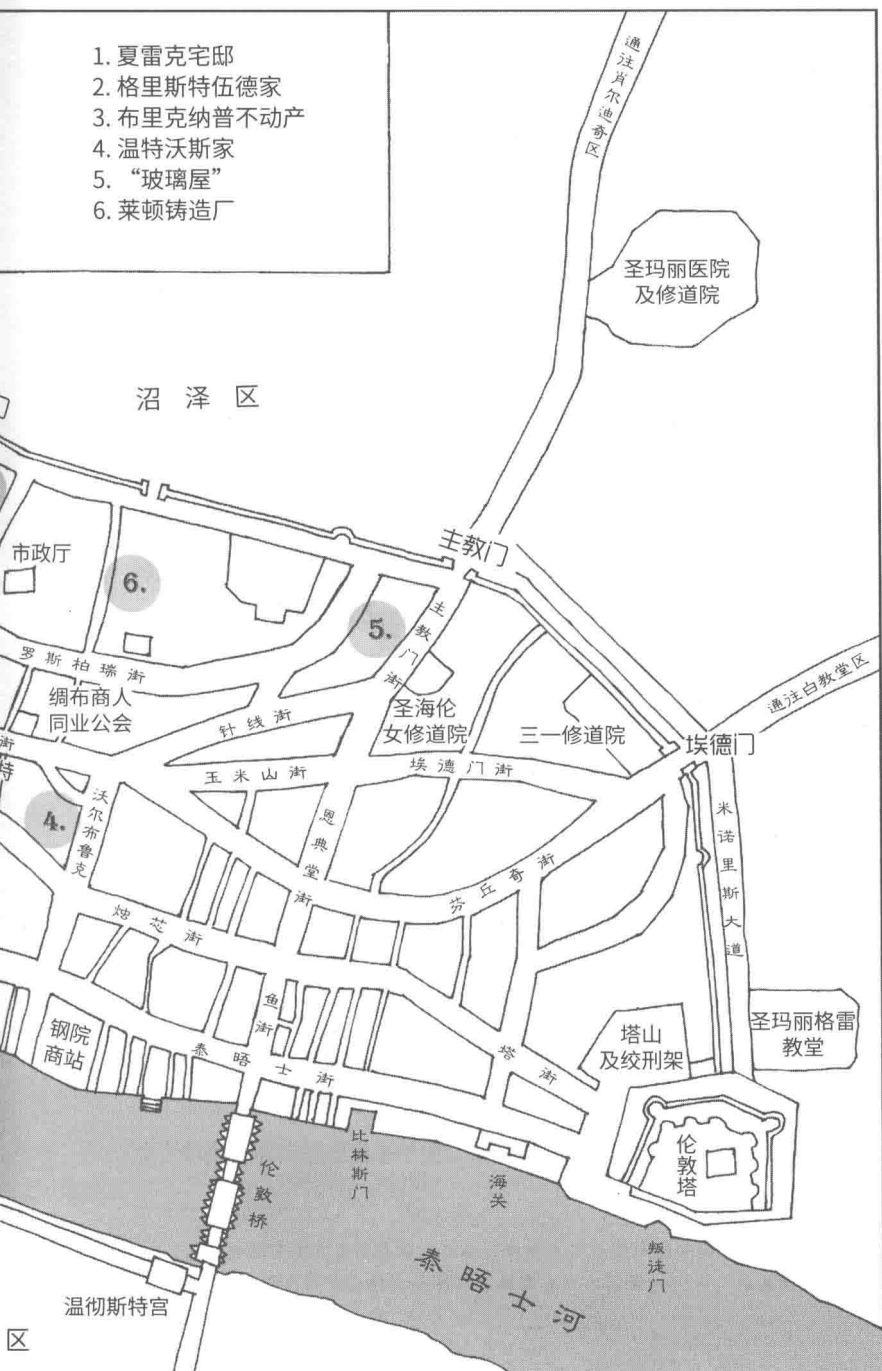 1. 夏雷克宅邸
2. 格里斯特伍德家
3. 布里克纳普不动产
4. 温特沃斯家
5. “玻璃屋”
6. 莱顿铸造厂
通往肖尔迪奇区
圣玛丽医院
及修道院
沼泽区
主教门
市政厅
6.
5.
主教门街
罗斯柏瑞街
绸布商人
同业公会
针线街
圣海伦
女修道院
三一修道院
通往白教堂区
埃德门
街
特
玉米山街
埃德门街
4.
沃尔布鲁克
恩典堂街
米诺里斯大道
芬丘奇街
烛芯街
鱼街
钢院
商站
泰晤士街
塔街
塔山
及绞刑架
圣玛丽格雷
教堂
伦敦塔
比林斯门
伦敦桥
海关
叛徒门
泰晤士河
温彻斯特宫
区